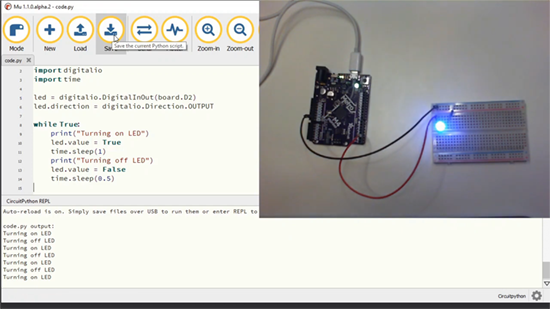 Mu 1.1.0.alpha.2 - code.py
Mode New Load Save Zoom-in Zoom-out
Save the current Python script.
code.py
import digitalio
import time
led = digitalio.DigitalInOut(board.D2)
led.direction = digitalio.Direction.OUTPUT
while True:
print("Turning on LED")
led.value = True
time.sleep(1)
print("Turning off LED")
led.value = False
time.sleep(0.5)
CircuitPython REPL
Auto-reload is on. Simply save files over USB to run them or enter REPL to
code.py output:
Turning on LED
Turning off LED
Turning on LED
Turning off LED
Turning on LED
Turning off LED
Turning on LED
Circuitpython